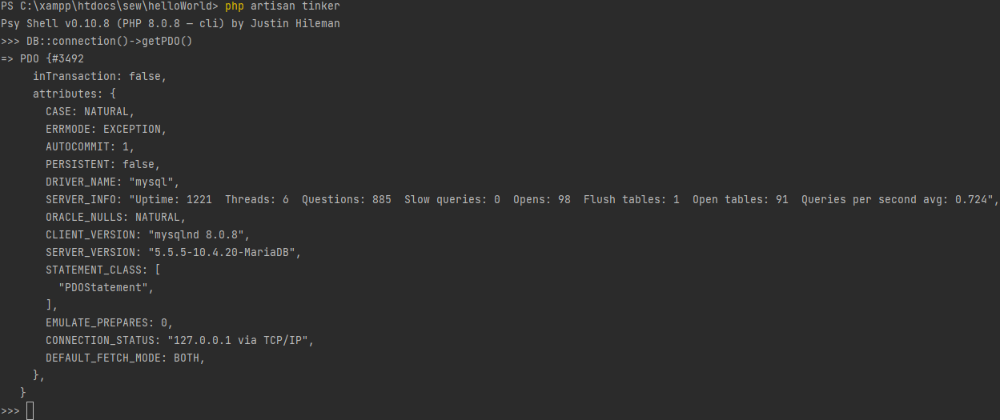 PS C:\xampp\htdocs\sew\helloWorld> php artisan tinker
Psy Shell v0.10.8 (PHP 8.0.8 — cli) by Justin Hileman
>>> DB::connection()->getPDO()
=> PDO {#3492
     inTransaction: false,
     attributes: {
       CASE: NATURAL,
       ERRMODE: EXCEPTION,
       AUTOCOMMIT: 1,
       PERSISTENT: false,
       DRIVER_NAME: "mysql",
       SERVER_INFO: "Uptime: 1221  Threads: 6  Questions: 885  Slow queries: 0  Opens: 98  Flush tables: 1  Open tables: 91  Queries per second avg: 0.724",
       ORACLE_NULLS: NATURAL,
       CLIENT_VERSION: "mysqlnd 8.0.8",
       SERVER_VERSION: "5.5.5-10.4.20-MariaDB",
       STATEMENT_CLASS: [
         "PDOStatement",
       ],
       EMULATE_PREPARES: 0,
       CONNECTION_STATUS: "127.0.0.1 via TCP/IP",
       DEFAULT_FETCH_MODE: BOTH,
     },
   }
>>>